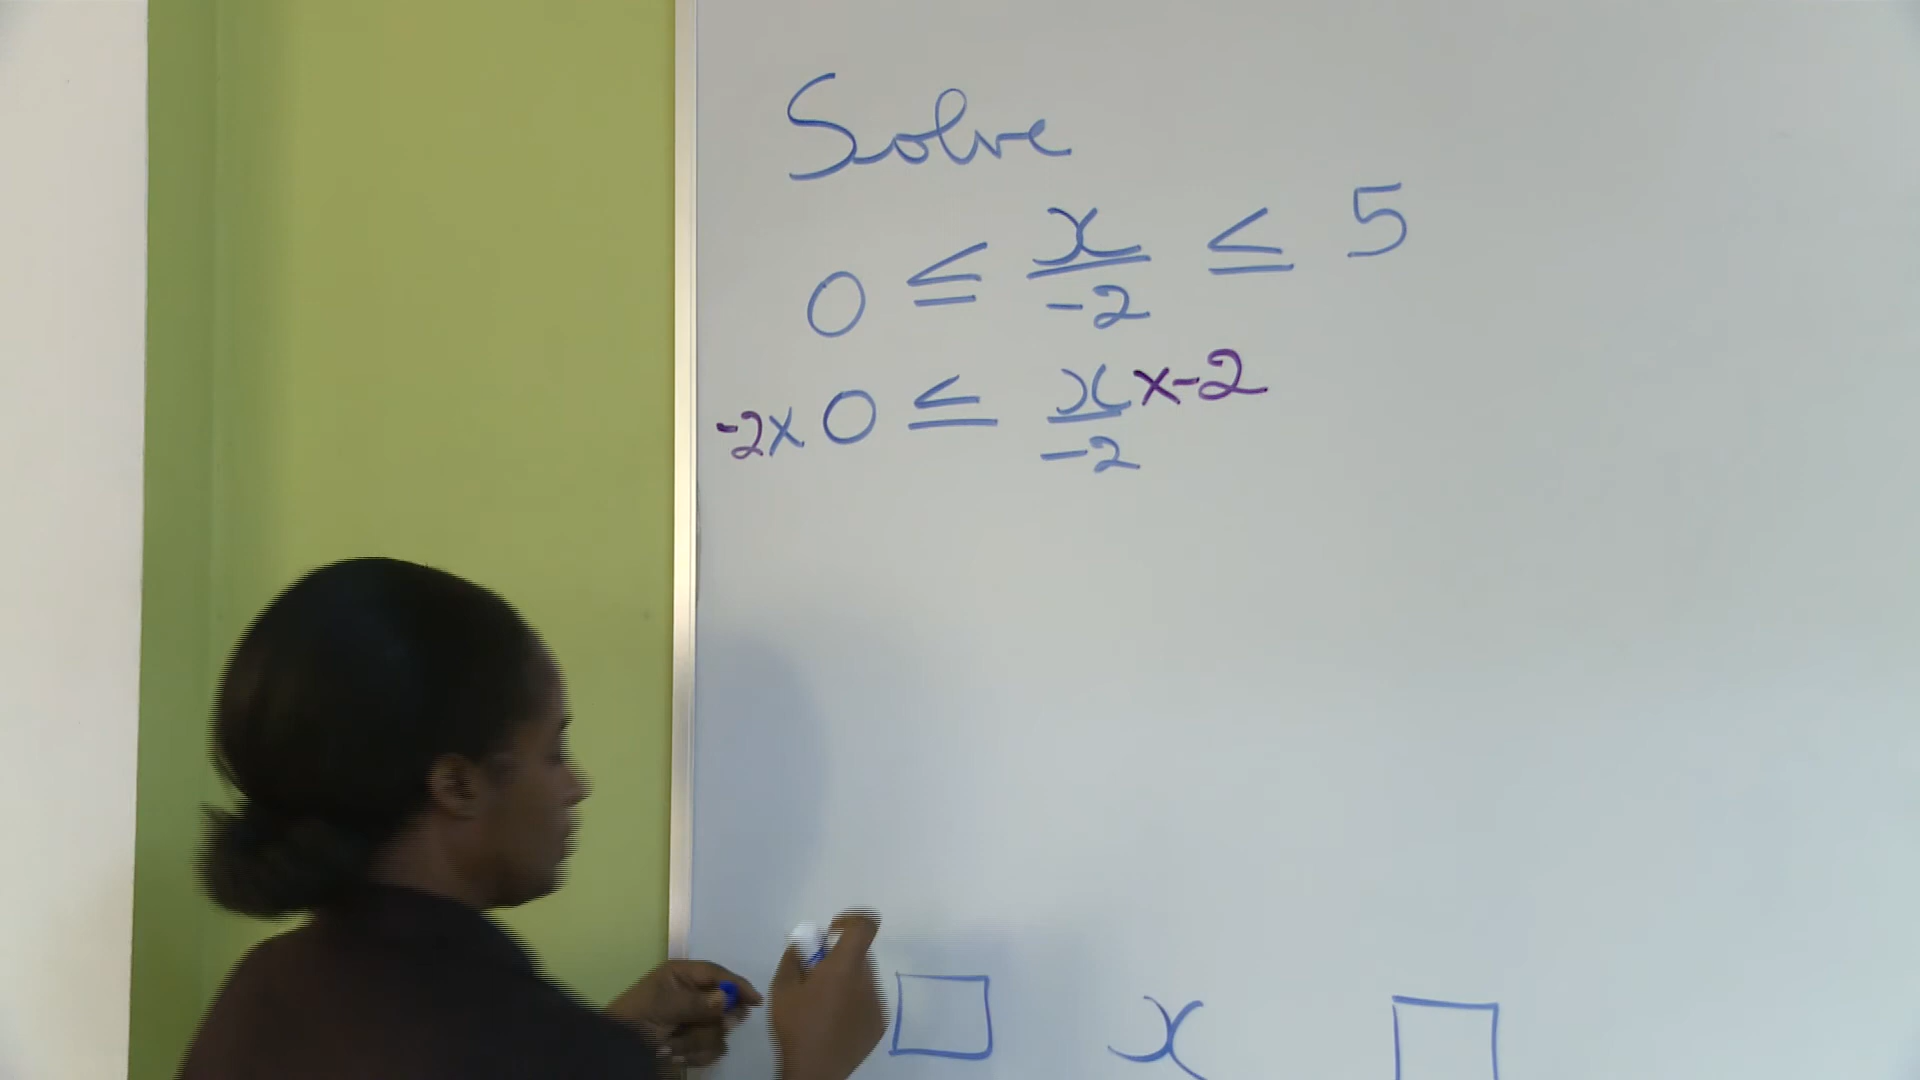 Solve
0 ≤ x/-2 ≤ 5
-2x 0 ≤ x/-2 x-2
□ x □